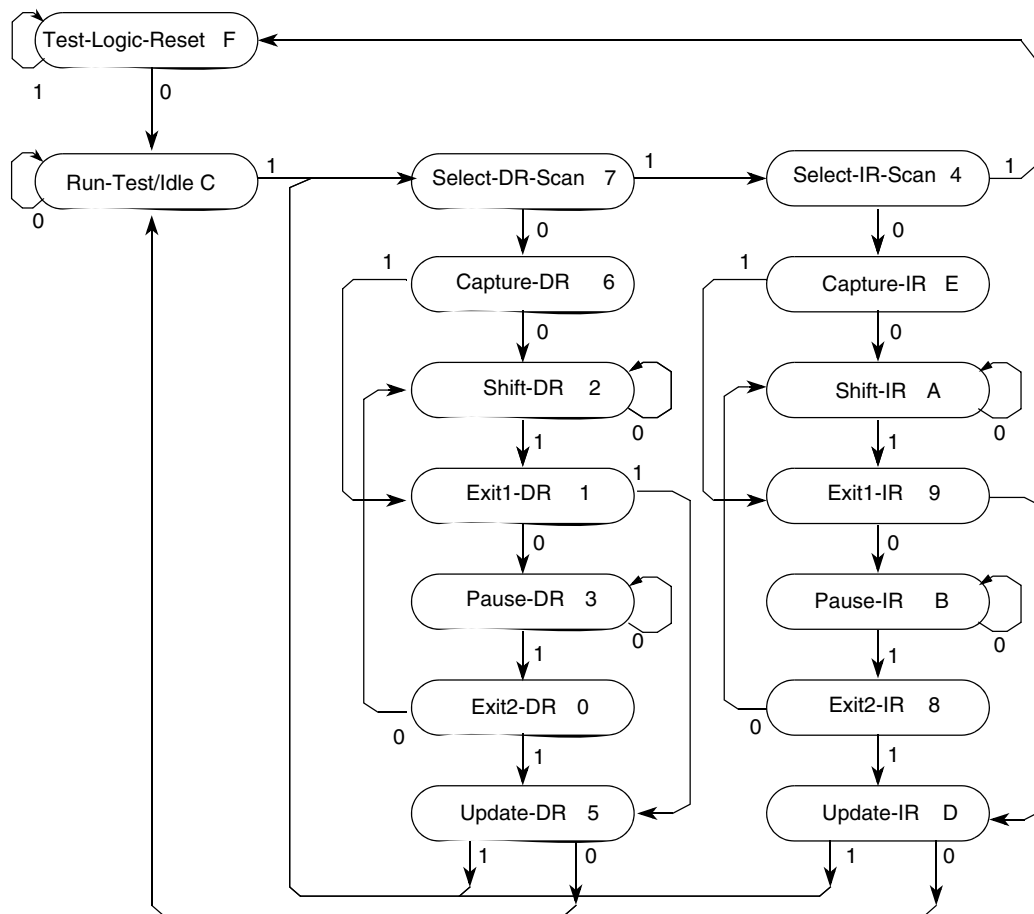 Test-Logic-Reset F
1 0
Run-Test/Idle C
1
0
Select-DR-Scan 7
1
Select-IR-Scan 4
1
0
0
1
Capture-DR 6
1
Capture-IR E
0
0
Shift-DR 2
0
Shift-IR A
0
1
1
Exit1-DR 1
1
Exit1-IR 9
0
0
Pause-DR 3
0
Pause-IR B
0
1
1
Exit2-DR 0
0
Exit2-IR 8
0
1
1
Update-DR 5
Update-IR D
1 0
1 0